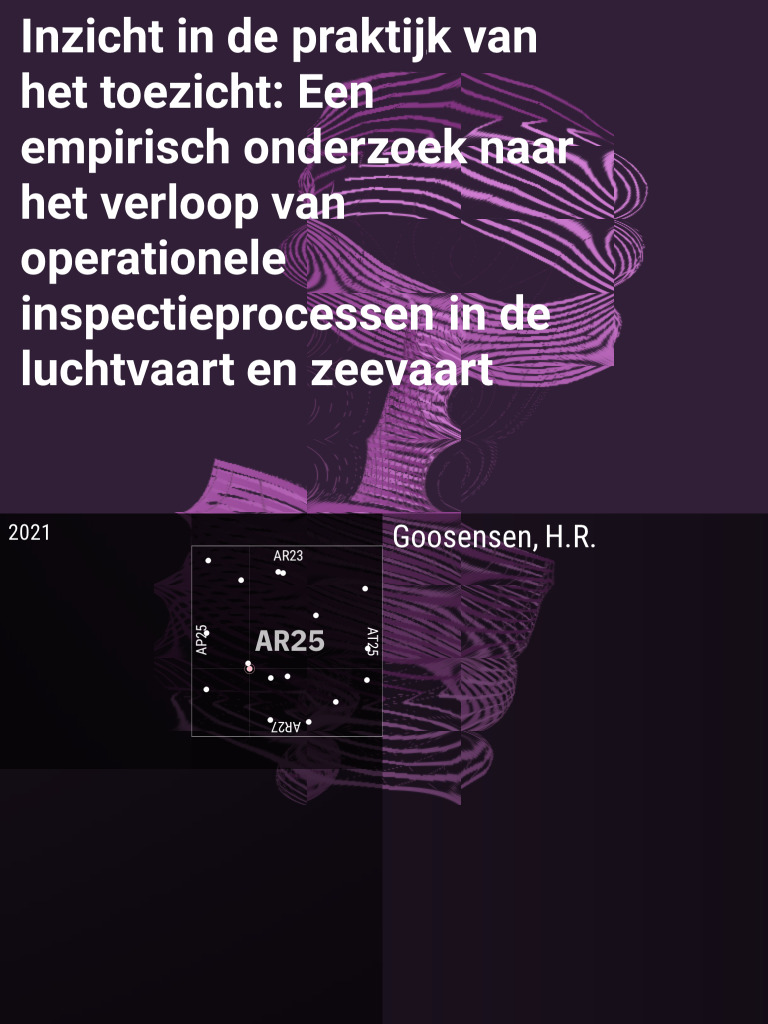 Inzicht in de praktijk van
het toezicht: Een
empirisch onderzoek naar
het verloop van
operationele
inspectieprocessen in de
luchtvaart en zeevaart
2021
Goosensen, H.R.
AR23
AP25
AR25
AT25
AR27